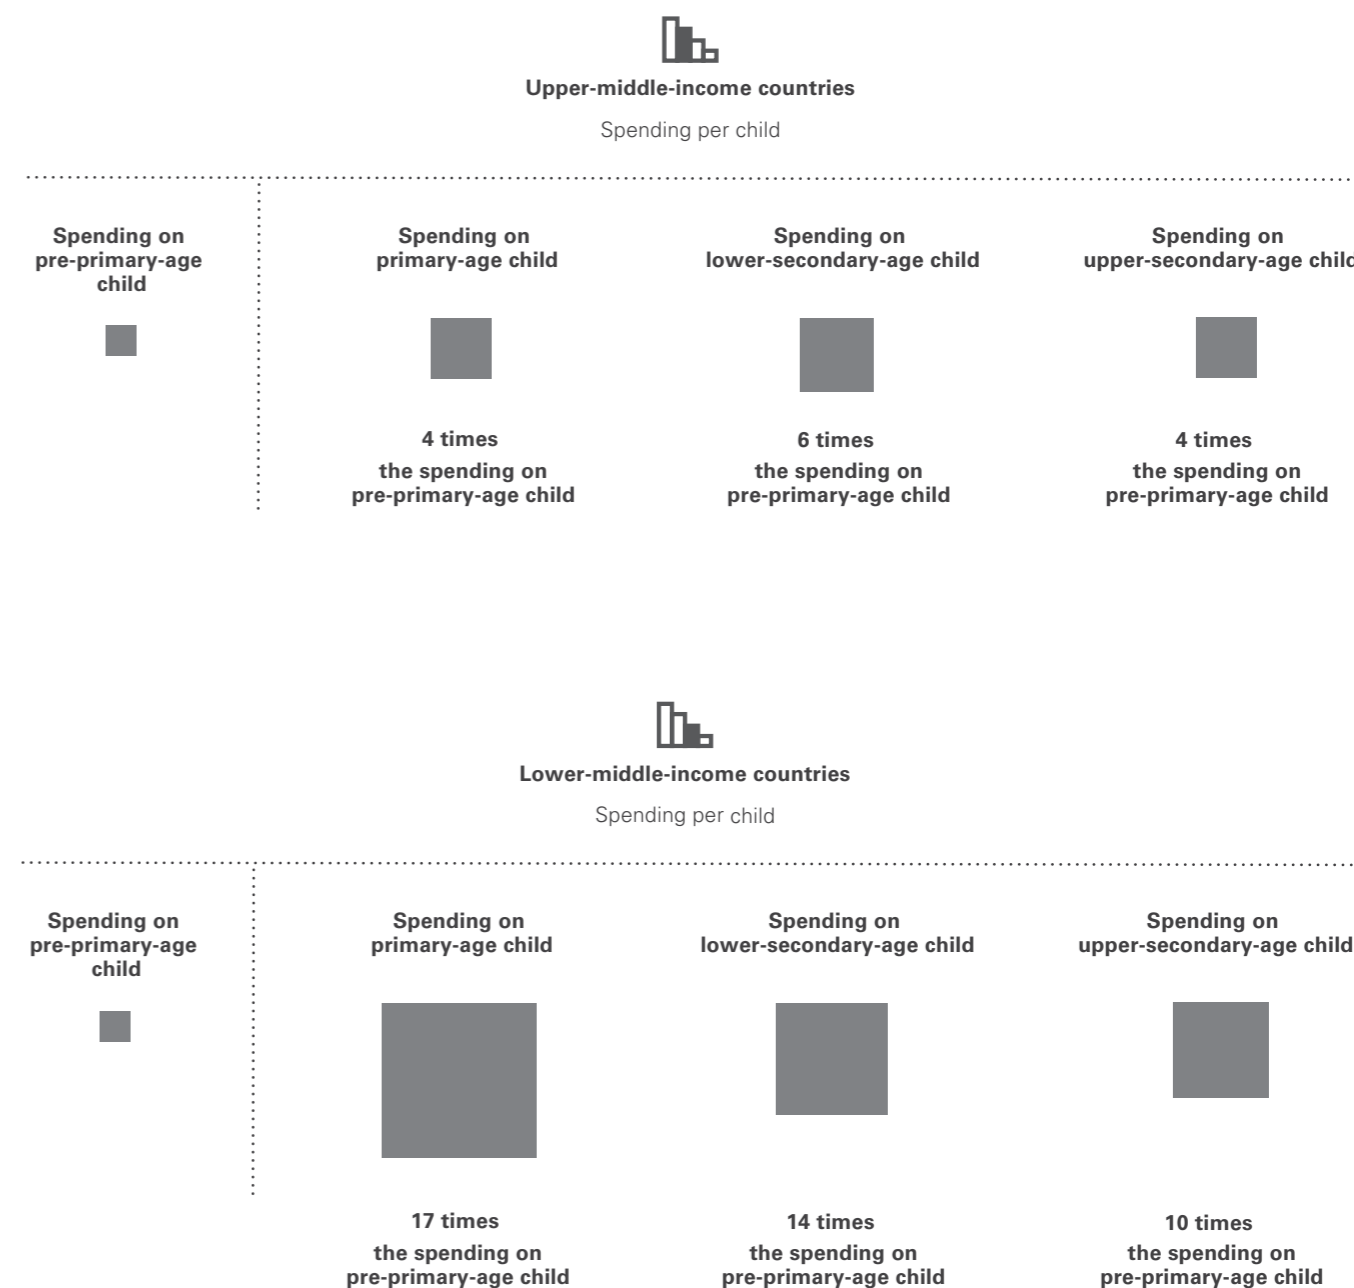 Upper-middle-income countries
Spending per child
Spending on
pre-primary-age
child
Spending on
primary-age child
4 times
the spending on
pre-primary-age child
Spending on
lower-secondary-age child
6 times
the spending on
pre-primary-age child
Spending on
upper-secondary-age child
4 times
the spending on
pre-primary-age child
Lower-middle-income countries
Spending per child
Spending on
pre-primary-age
child
Spending on
primary-age child
17 times
the spending on
pre-primary-age child
Spending on
lower-secondary-age child
14 times
the spending on
pre-primary-age child
Spending on
upper-secondary-age child
10 times
the spending on
pre-primary-age child